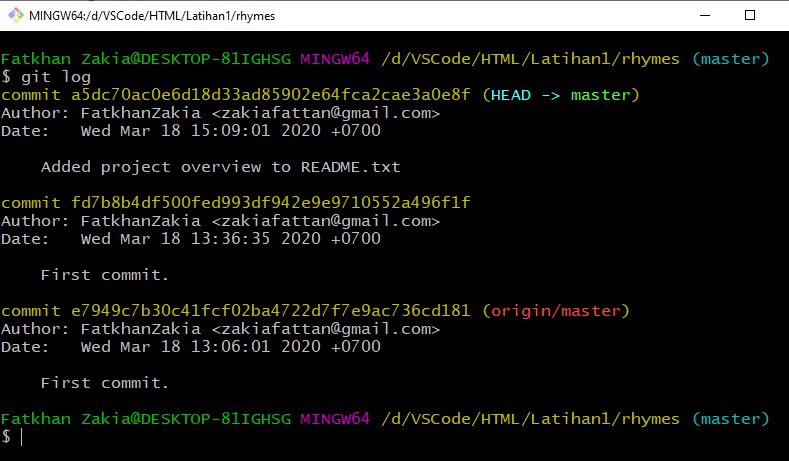 MINGW64:/d/VSCode/HTML/Latihan1/rhymes
Fatkhan Zakia@DESKTOP-81IGHSG MINGW64 /d/VSCode/HTML/Latihan1/rhymes (master)
$ git log
commit a5dc70ac0e6d18d33ad85902e64fca2cae3a0e8f (HEAD -> master)
Author: FatkhanZakia <zakiafattan@gmail.com>
Date:   Wed Mar 18 15:09:01 2020 +0700
    Added project overview to README.txt
commit fd7b8b4df500fed993df942e9e9710552a496f1f
Author: FatkhanZakia <zakiafattan@gmail.com>
Date:   Wed Mar 18 13:36:35 2020 +0700
    First commit.
commit e7949c7b30c41fcf02ba4722d7f7e9ac736cd181 (origin/master)
Author: FatkhanZakia <zakiafattan@gmail.com>
Date:   Wed Mar 18 13:06:01 2020 +0700
    First commit.
Fatkhan Zakia@DESKTOP-81IGHSG MINGW64 /d/VSCode/HTML/Latihan1/rhymes (master)
$